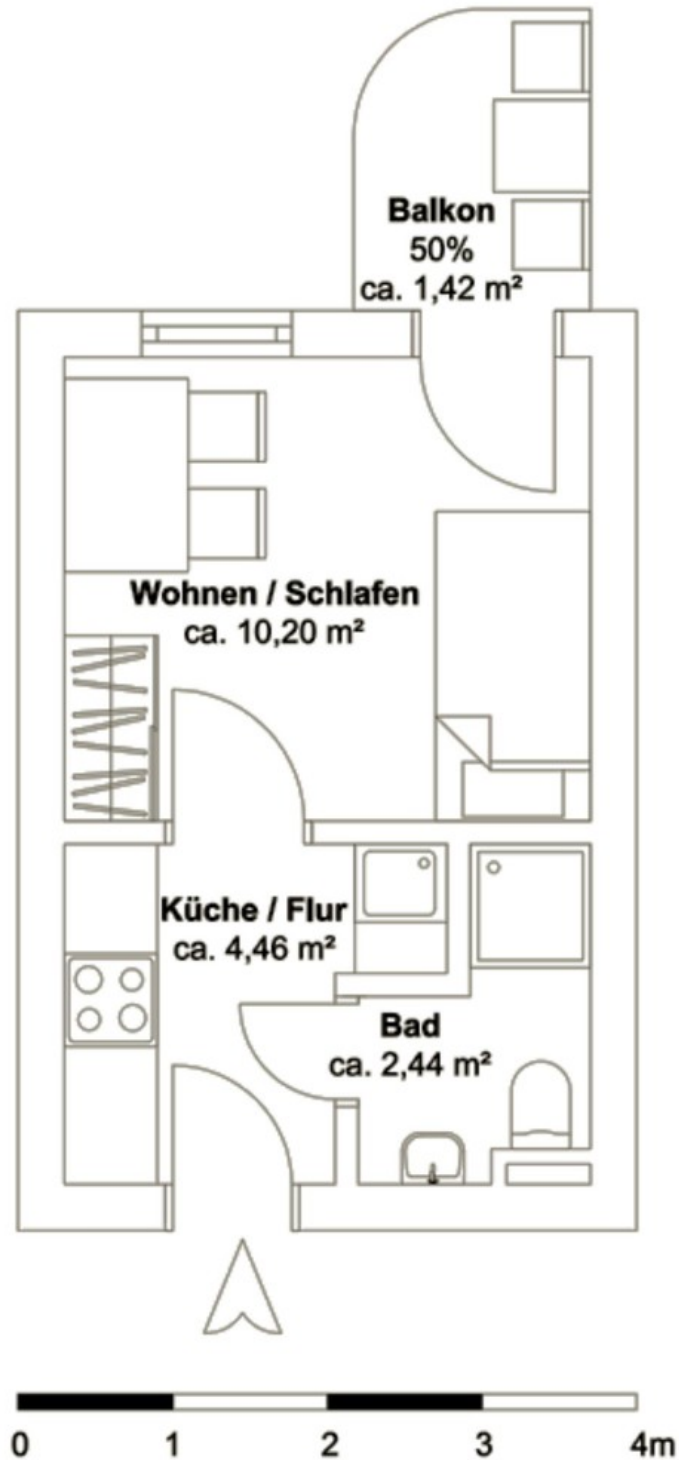 Balkon
50%
ca. 1,42 m²
Wohnen / Schlafen
ca. 10,20 m²
Küche / Flur
ca. 4,46 m²
Bad
ca. 2,44 m²
0 1 2 3 4m